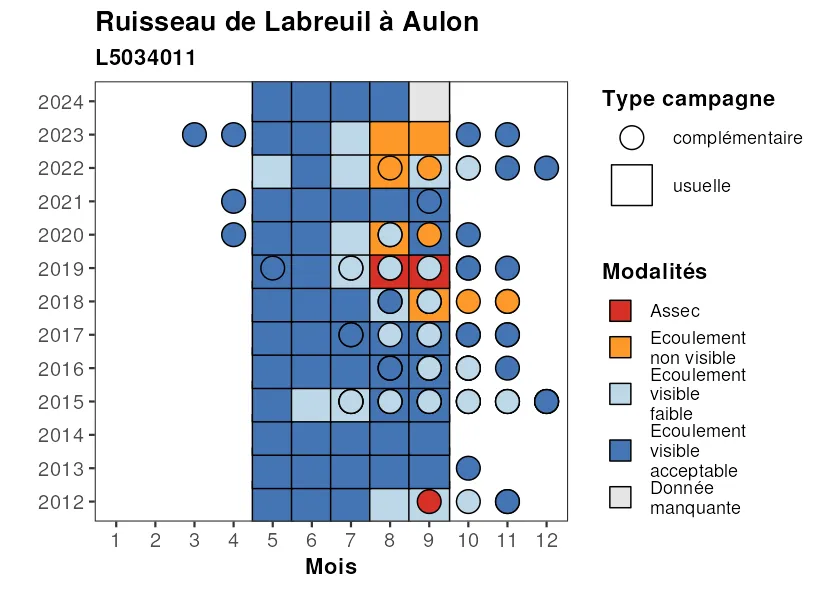 Ruisseau de Labreuil à Aulon
L5034011
2024
2023
2022
2021
2020
2019
2018
2017
2016
2015
2014
2013
2012
1 2 3 4 5 6 7 8 9 10 11 12
Mois
Type campagne
complémentaire
usuelle
Modalités
Assec
Ecoulement
non visible
Ecoulement
visible
faible
Ecoulement
visible
acceptable
Donnée
manquante